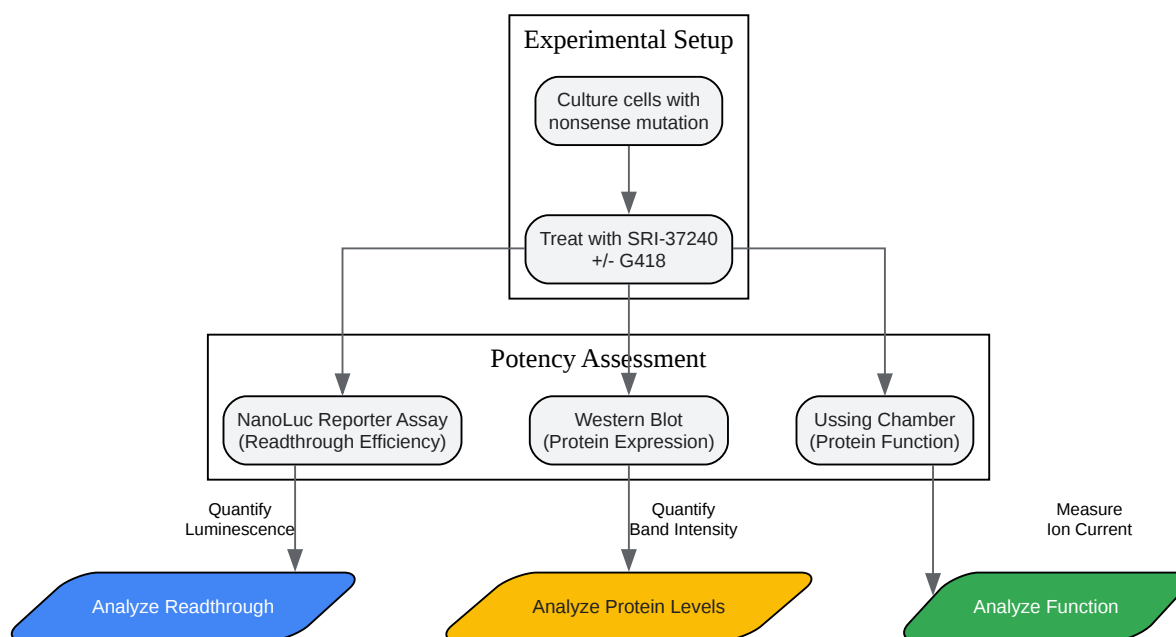 Experimental Setup
Culture cells with
nonsense mutation
Treat with SRI-37240
+/- G418
Potency Assessment
NanoLuc Reporter Assay
(Readthrough Efficiency)
Western Blot
(Protein Expression)
Ussing Chamber
(Protein Function)
Quantify
Luminescence
Quantify
Band Intensity
Measure
Ion Current
Analyze Readthrough
Analyze Protein Levels
Analyze Function